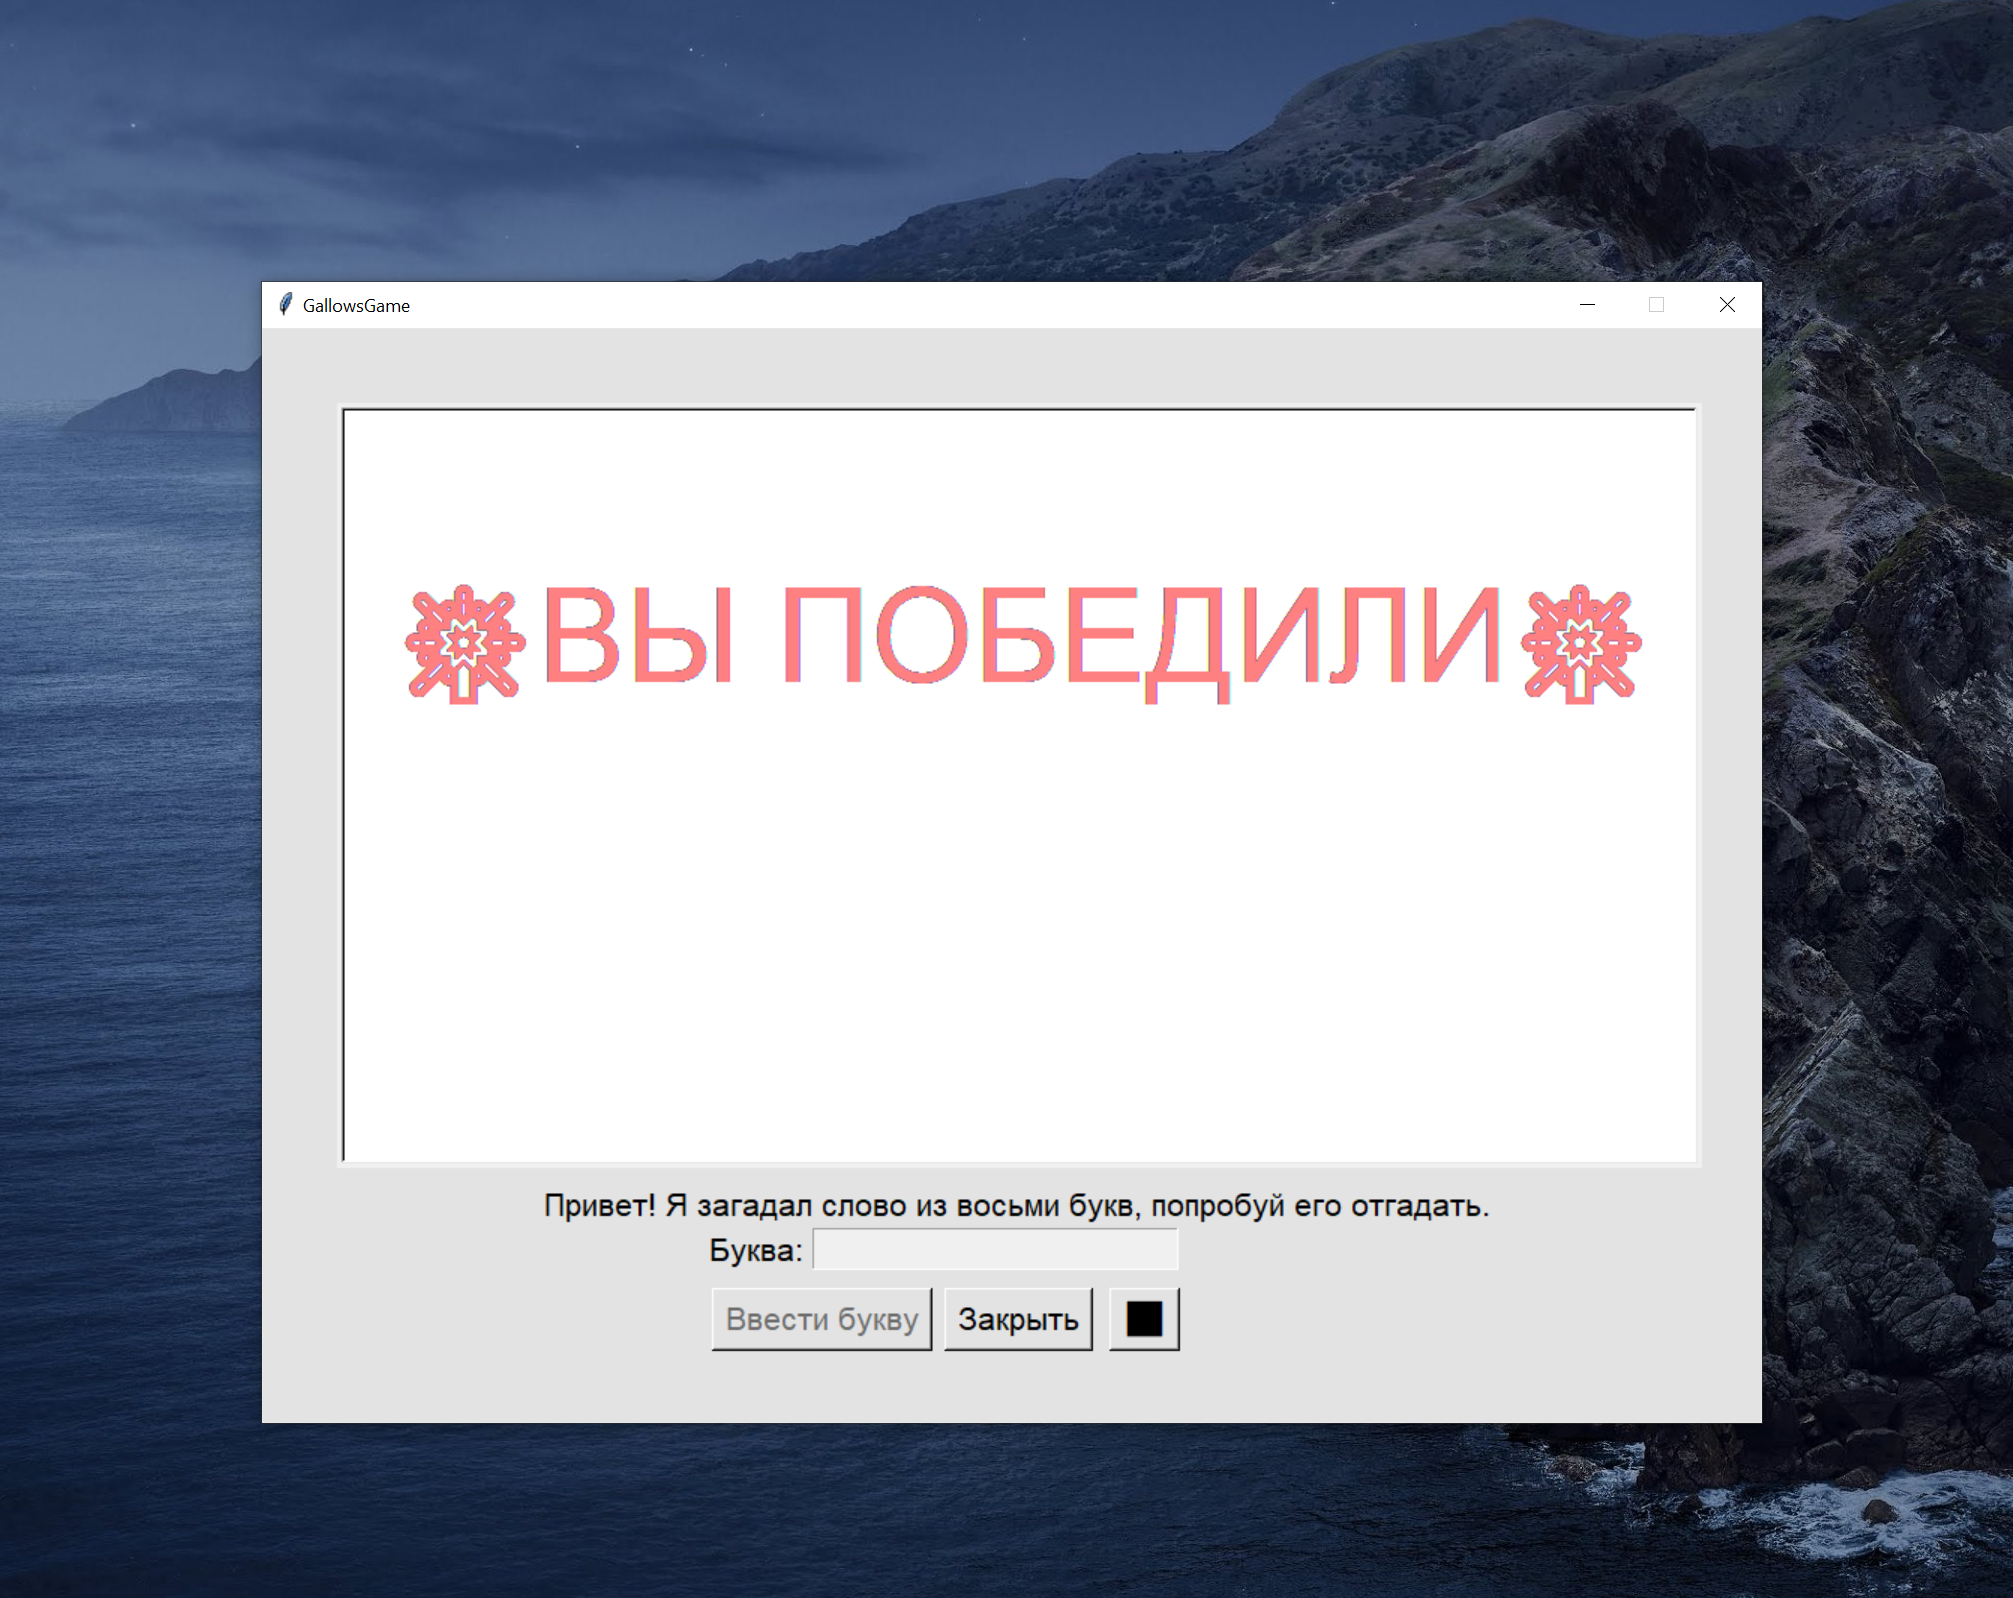 GallowsGame
ВЫ ПОБЕДИЛИ
Привет! Я загадал слово из восьми букв, попробуй его отгадать.
Буква:
Ввести букву Закрыть